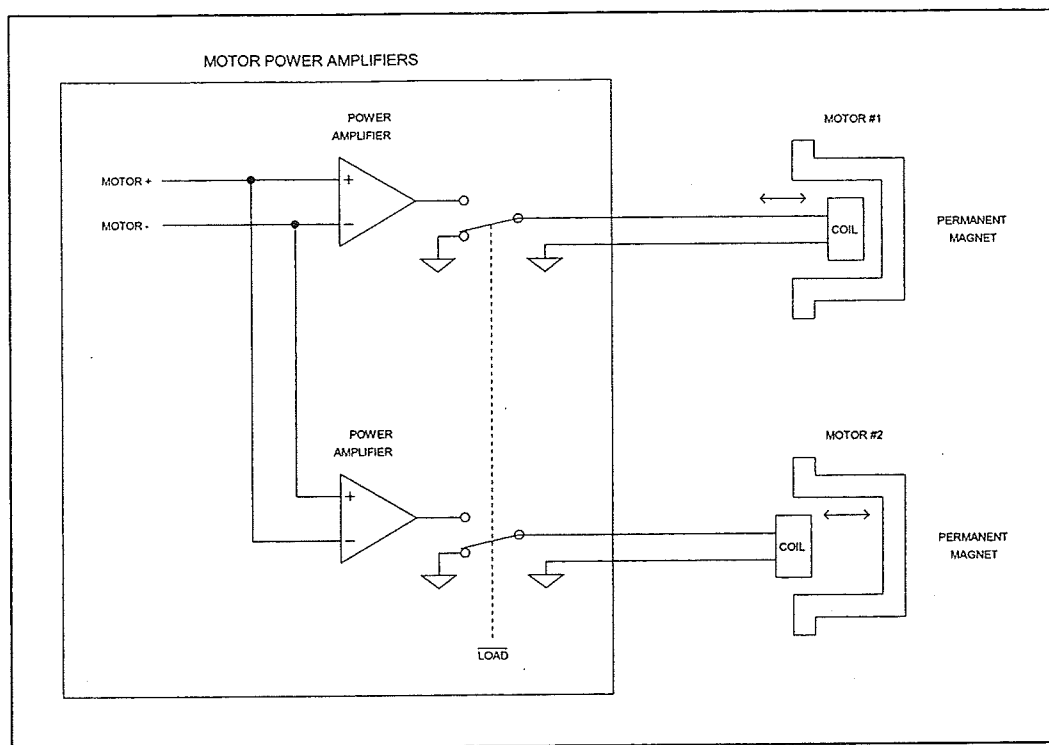 MOTOR POWER AMPLIFIERS
POWER
AMPLIFIER
MOTOR +
MOTOR -
+
−
MOTOR #1
COIL
PERMANENT
MAGNET
POWER
AMPLIFIER
+
−
MOTOR #2
COIL
PERMANENT
MAGNET
LOAD